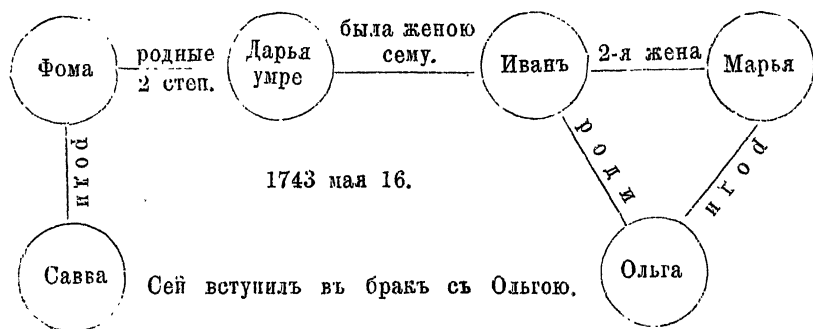 Фома
родные
2 степ.
Дарья
умре
была женою
сему.
Иванъ
2-я жена
Марья
роди
роди
роди
1743 мая 16.
Савва
Сей вступилъ въ бракъ съ Ольгою.
Ольга